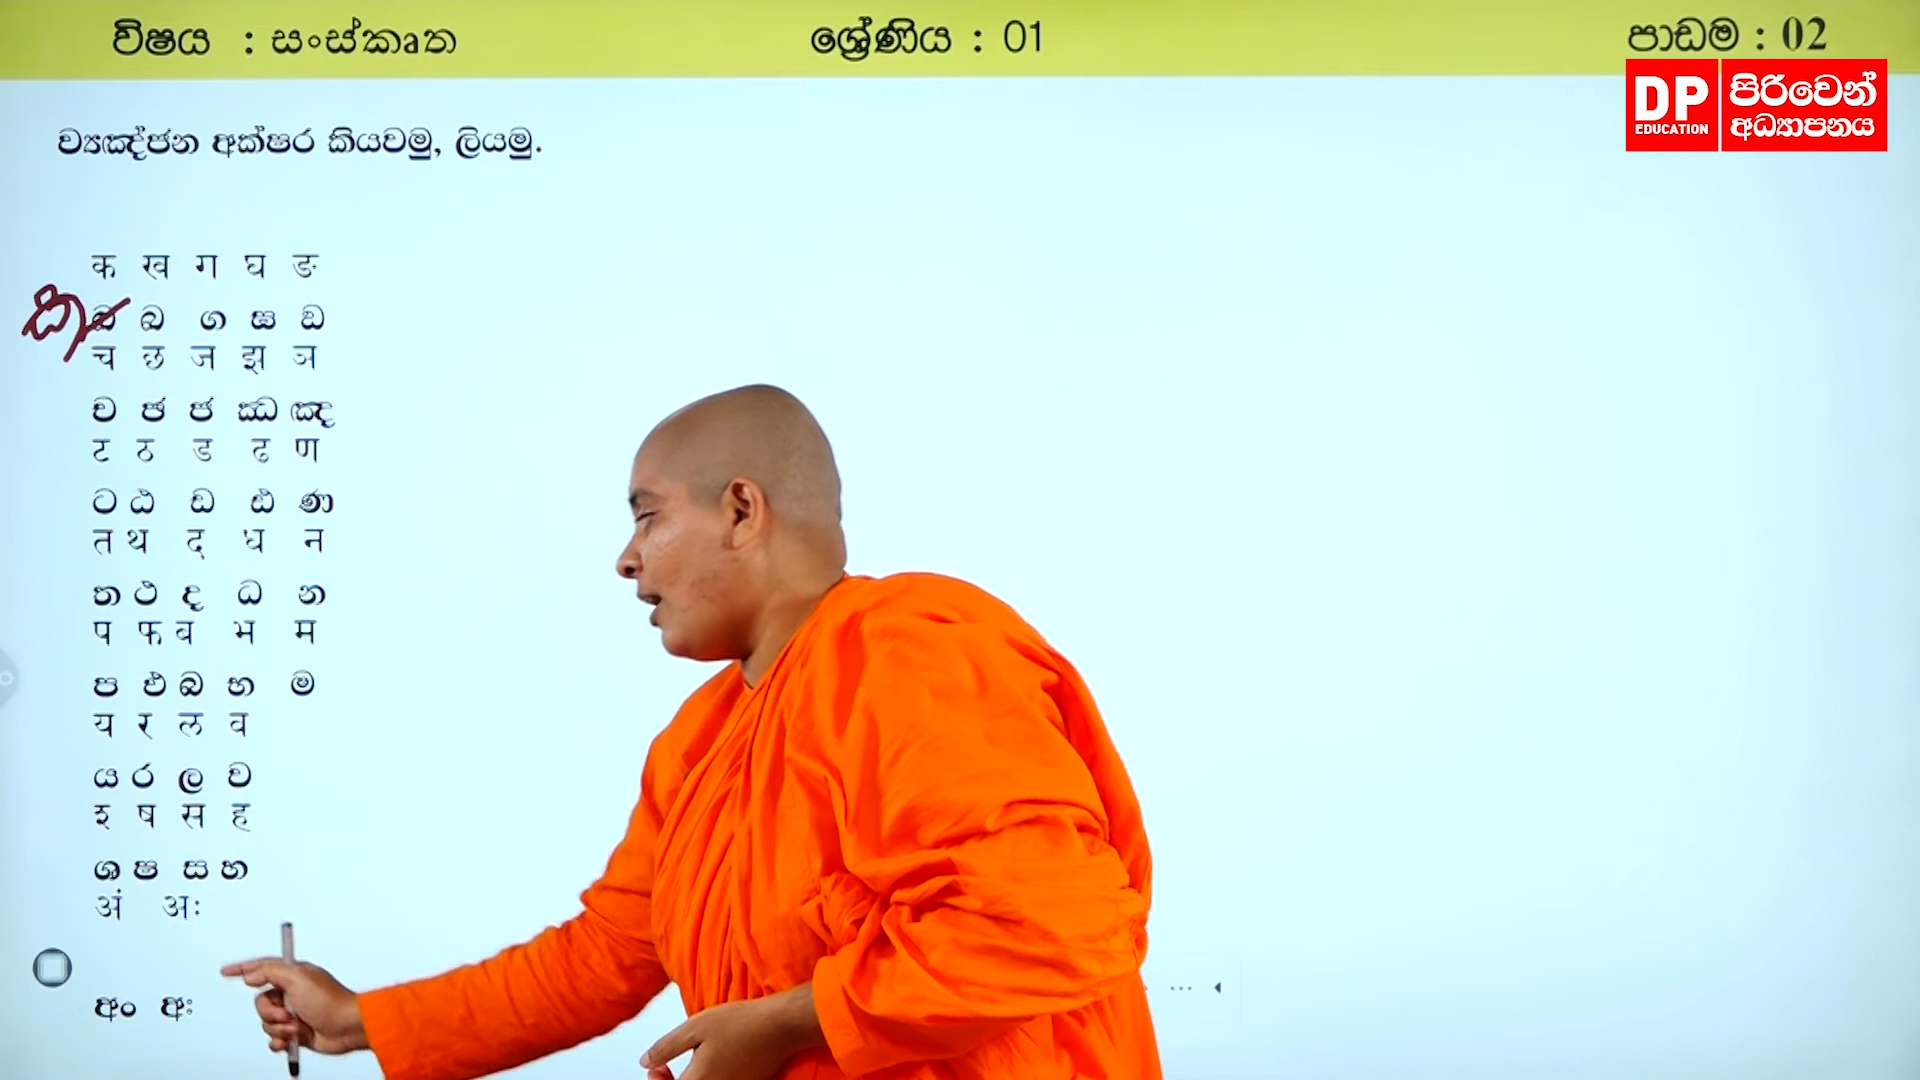 විෂය : සංස්කෘත ශ්‍රේණිය : 01 පාඩම : 02
DP EDUCATION පිරිවෙන් අධ්‍යාපනය
ව්‍යඤ්ජන අක්ෂර කියවමු, ලියමු.
क ख ग घ ङ
ක බ ග ඝ ඞ
च छ ज झ ञ
ච ඡ ජ ඣ ඤ
ट ठ ड ढ ण
ට ඨ ඩ ඪ ණ
त थ द ध न
ත ථ ද ධ න
प फ ब भ म
ප ඵ බ භ ම
य र ल व
ය ර ල ව
श ष स ह
ශ ෂ ස හ
अं अः
අං අඃ